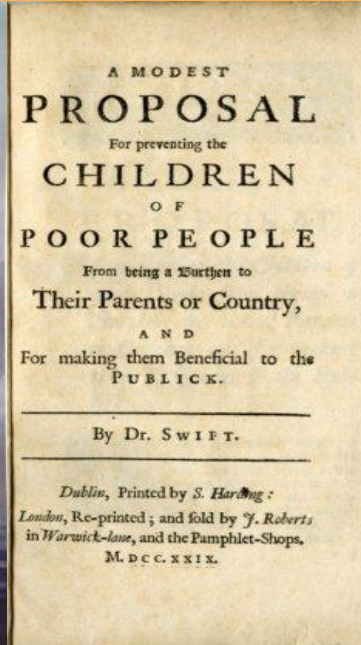 A MODEST
PROPOSAL
For preventing the
CHILDREN
OF
POOR PEOPLE
From being a Burthen to
Their Parents or Country,
AND
For making them Beneficial to the
PUBLICK.
By Dr. SWIFT.
Dublin, Printed by S. Harding:
London, Re-printed; and sold by J. Roberts
in Warwick-lane, and the Pamphlet-Shops.
M.DCC.XXIX.